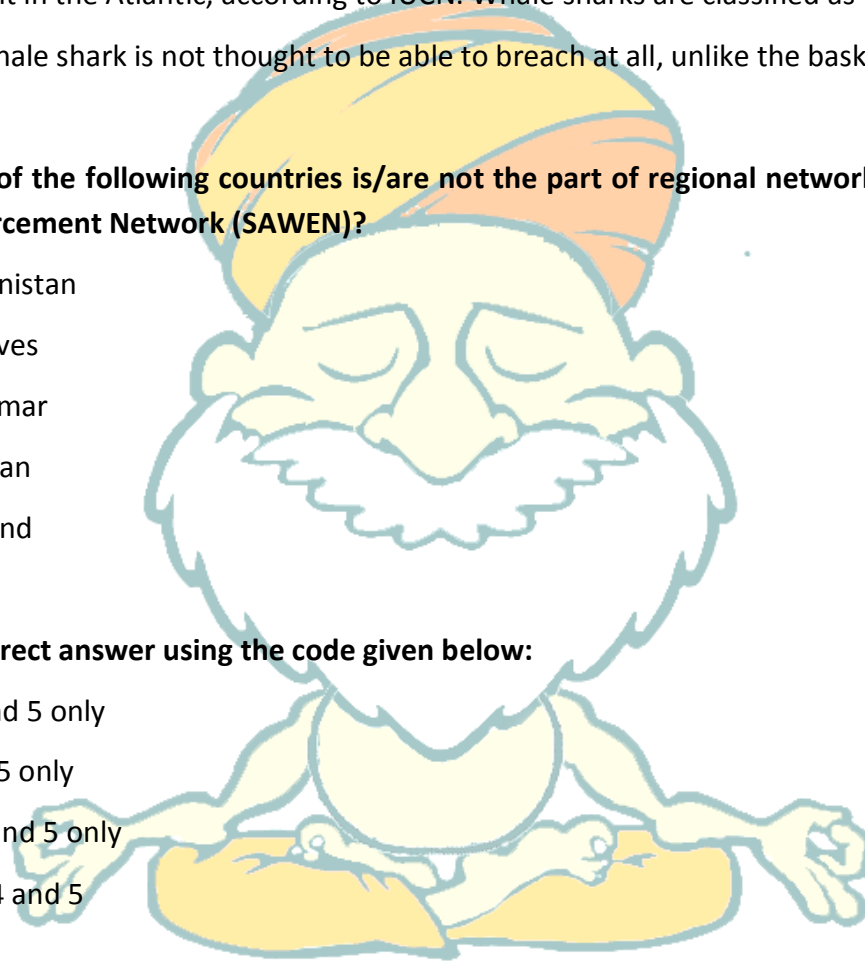 t in the Atlantic, according to IUCN. Whale sharks are classified as
hale shark is not thought to be able to breach at all, unlike the bask
of the following countries is/are not the part of regional network
rcement Network (SAWEN)?
nistan
ves
mar
an
nd
rect answer using the code given below:
d 5 only
5 only
nd 5 only
4 and 5